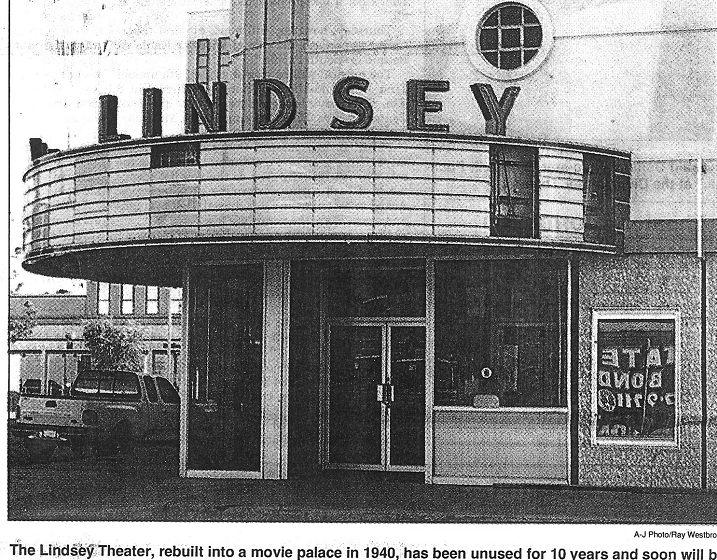 LINDSEY
TATE
BOND
A-J Photo/Ray Westbro
The Lindsey Theater, rebuilt into a movie palace in 1940, has been unused for 10 years and soon will b